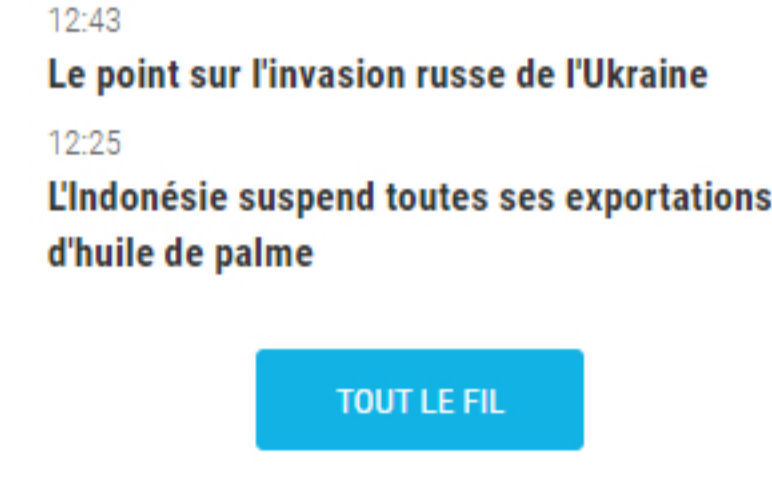 12:43
Le point sur l'invasion russe de l'Ukraine
12:25
L'Indonésie suspend toutes ses exportations
d'huile de palme
TOUT LE FIL